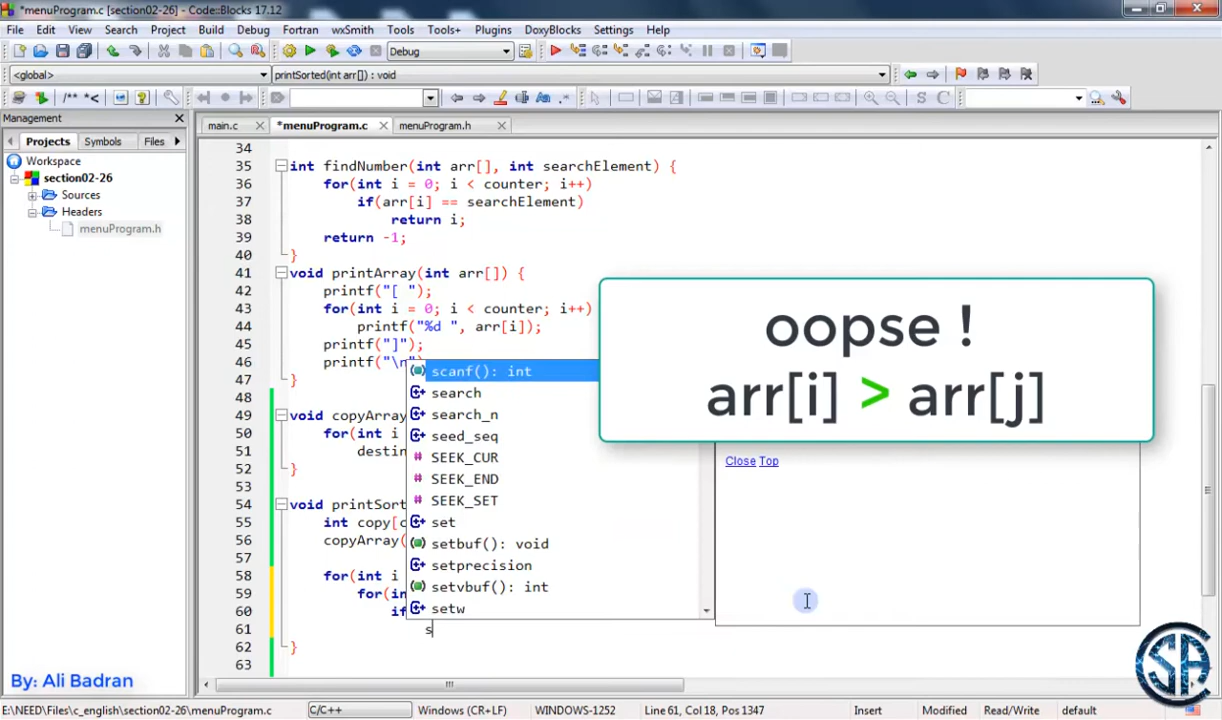 *menuProgram.c [section02-26] - Code::Blocks 17.12
File Edit View Search Project Build Debug Fortran wxSmith Tools Tools+ Plugins DoxyBlocks Settings Help
Debug
<global> printSorted(int arr[]) : void
/** *< S C
Management
main.c *menuProgram.c menuProgram.h
Projects Symbols Files
Workspace
section02-26
Sources
Headers
menuProgram.h
34
35 int findNumber(int arr[], int searchElement) {
36 for(int i = 0; i < counter; i++)
37 if(arr[i] == searchElement)
38 return i;
39 return -1;
40 }
41 void printArray(int arr[]) {
42 printf("[ ");
43 for(int i = 0; i < counter; i++)
44 printf("%d ", arr[i]);
45 printf("]");
46 printf("\n")
47 }
48
49 void copyArray
50 for(int i
51 destin
52 }
53
54 void printSort
55 int copy[c
56 copyArray(
57
58 for(int i
59 for(in
60 if
61 s
62 }
63
scanf(): int
search
search_n
seed_seq
SEEK_CUR
SEEK_END
SEEK_SET
set
setbuf(): void
setprecision
setvbuf(): int
setw
oopse !
arr[i] > arr[j]
Close Top
By: Ali Badran
E:\NEED\Files\c_english\section02-26\menuProgram.c C/C++ Windows (CR+LF) WINDOWS-1252 Line 61, Col 18, Pos 1347 Insert Modified Read/Write default